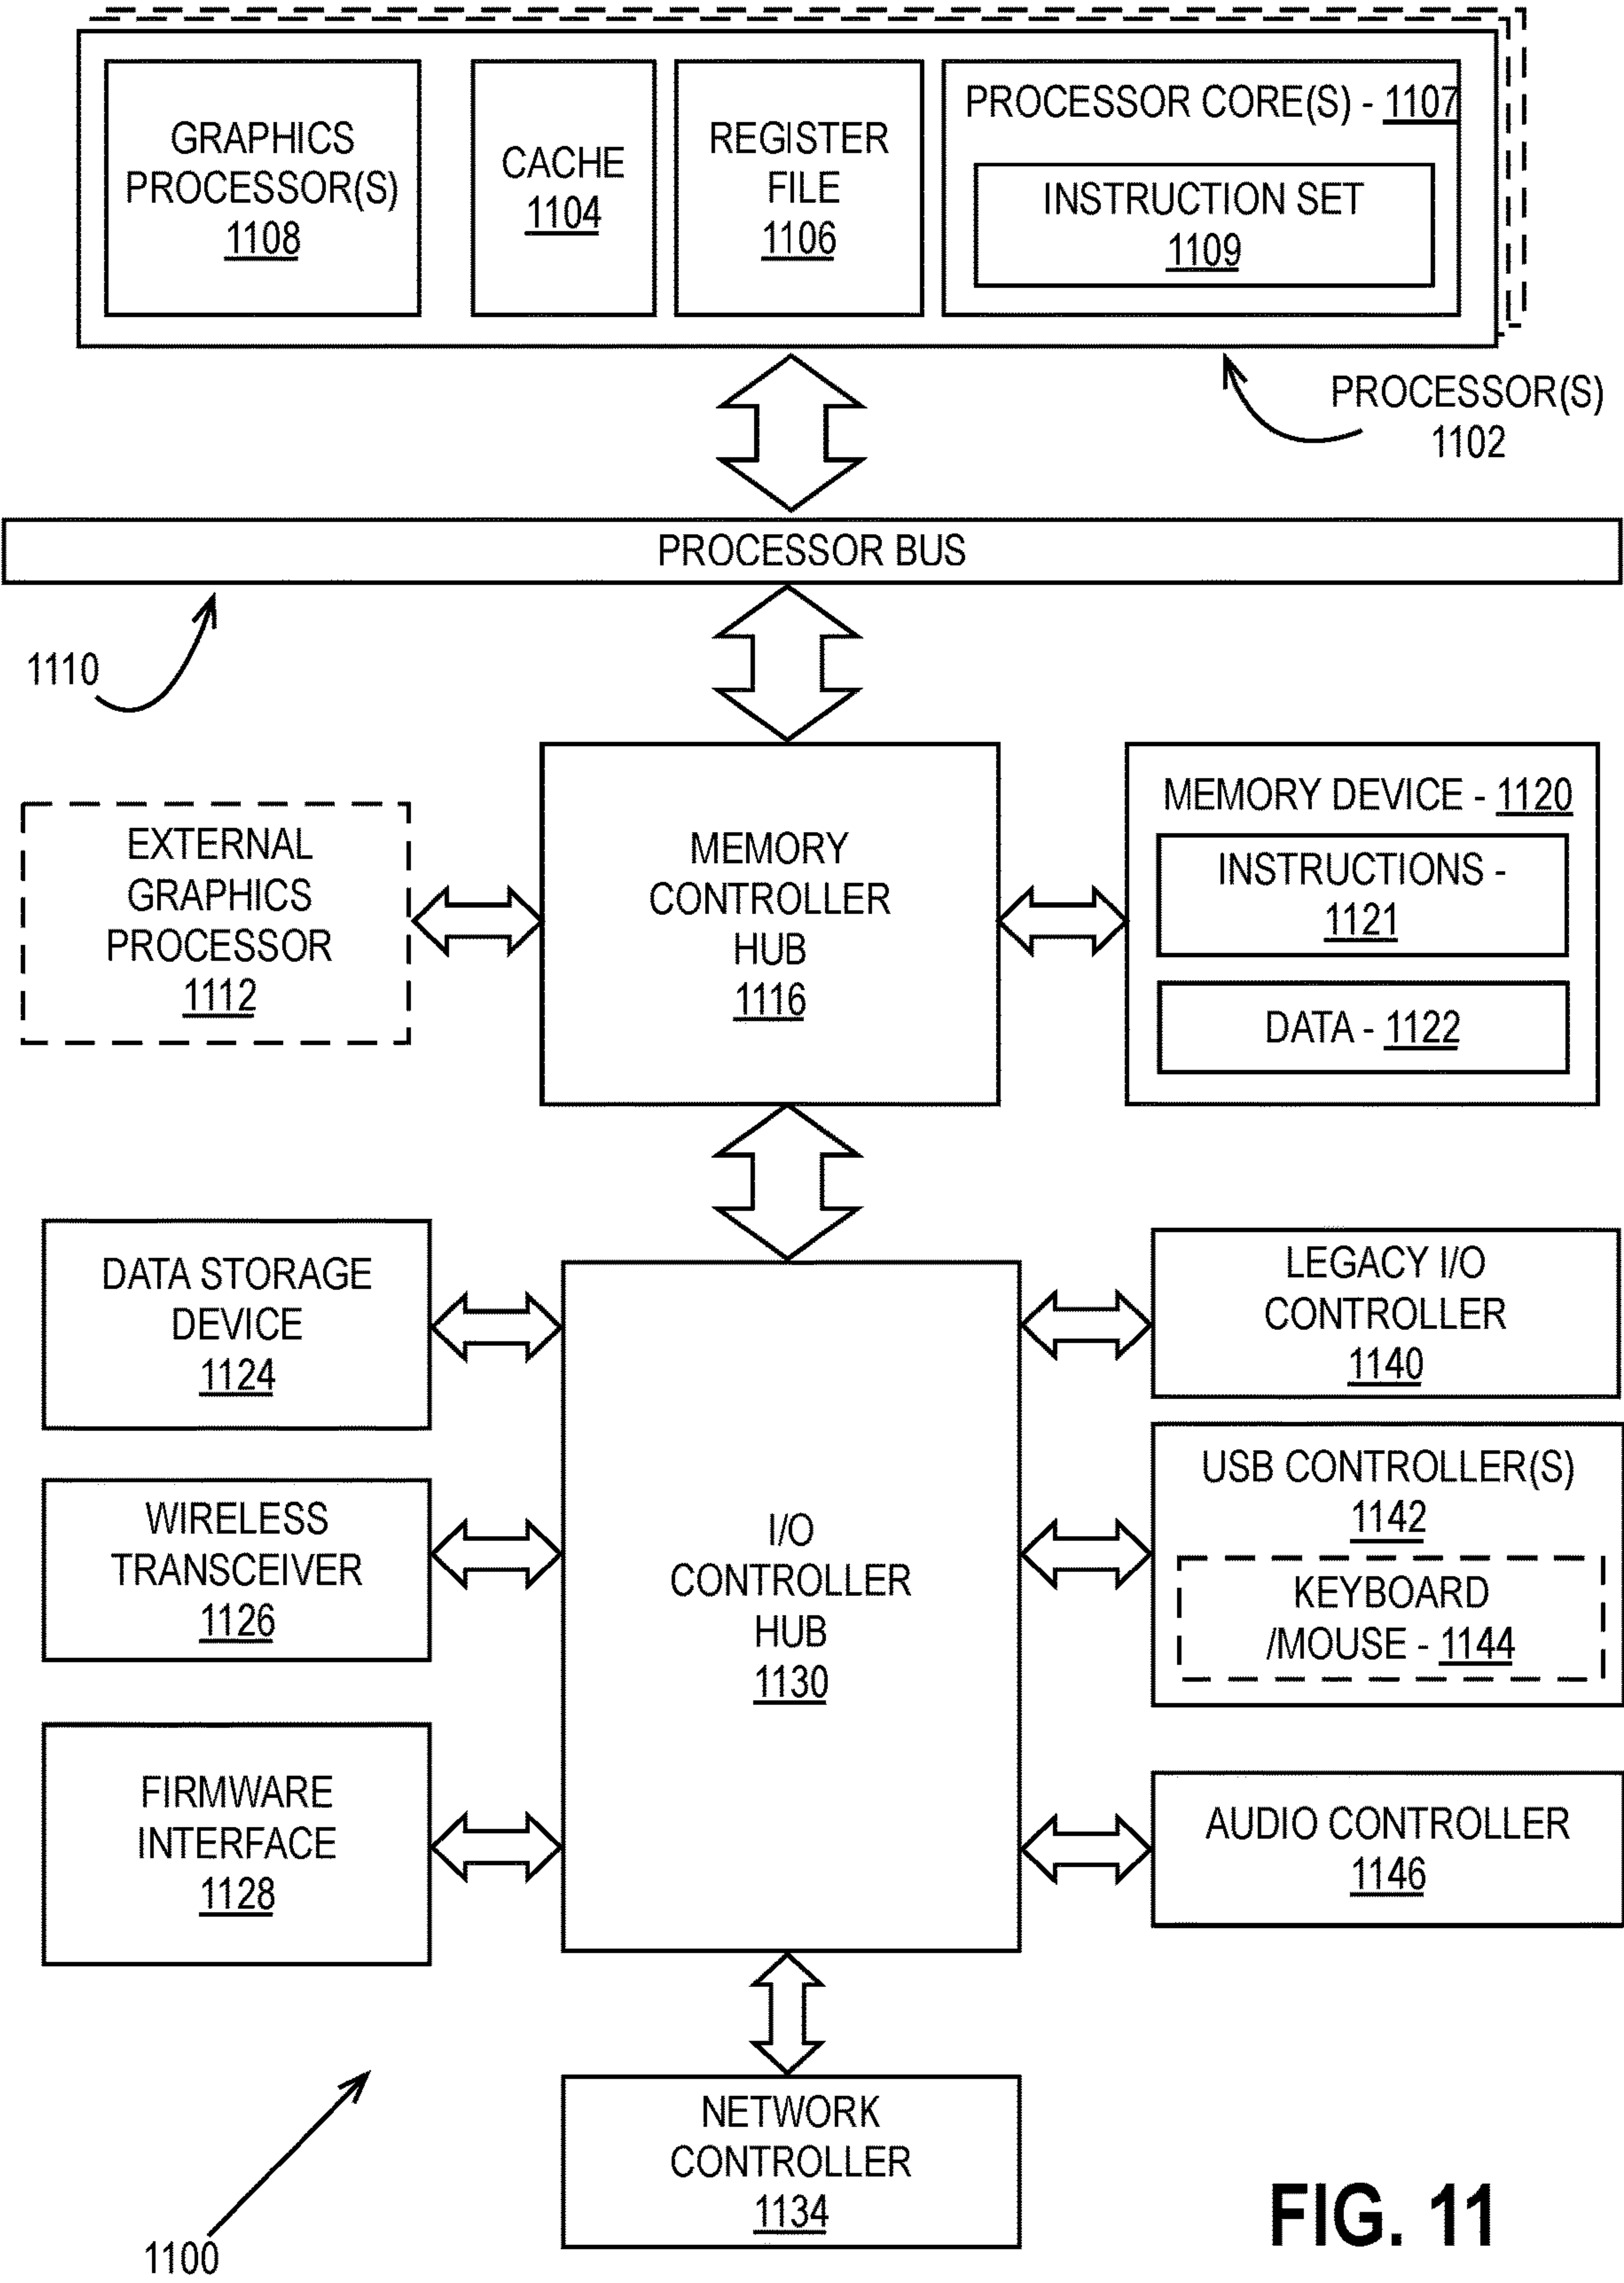 GRAPHICS
PROCESSOR(S)
1108
CACHE
1104
REGISTER
FILE
1106
PROCESSOR CORE(S) - 1107
INSTRUCTION SET
1109
PROCESSOR(S)
1102
PROCESSOR BUS
1110
EXTERNAL
GRAPHICS
PROCESSOR
1112
MEMORY
CONTROLLER
HUB
1116
MEMORY DEVICE - 1120
INSTRUCTIONS -
1121
DATA - 1122
DATA STORAGE
DEVICE
1124
WIRELESS
TRANSCEIVER
1126
FIRMWARE
INTERFACE
1128
I/O
CONTROLLER
HUB
1130
LEGACY I/O
CONTROLLER
1140
USB CONTROLLER(S)
1142
KEYBOARD
/MOUSE - 1144
AUDIO CONTROLLER
1146
NETWORK
CONTROLLER
1134
1100
FIG. 11